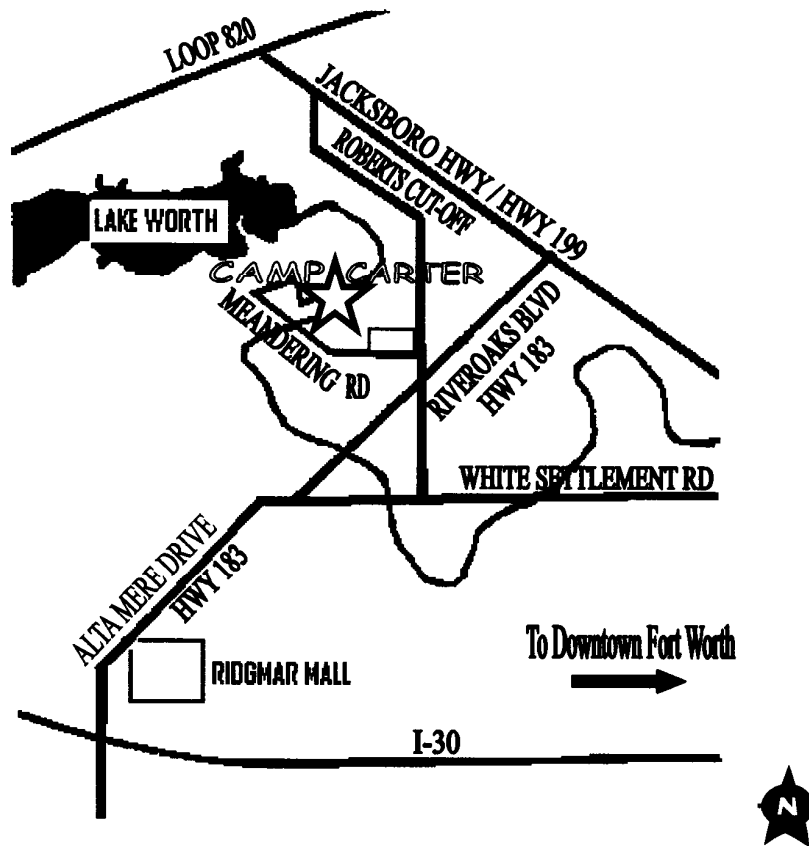 LOOP 820
JACKSBORO HWY / HWY 199
ROBERTS CUT-OFF
LAKE WORTH
CAMP CARTER
MEANDERING RD
RIVEROAKS BLVD
HWY 183
WHITE SETTLEMENT RD
ALTA MERE DRIVE
HWY 183
To Downtown Fort Worth
RIDGMAR MALL
I-30
N